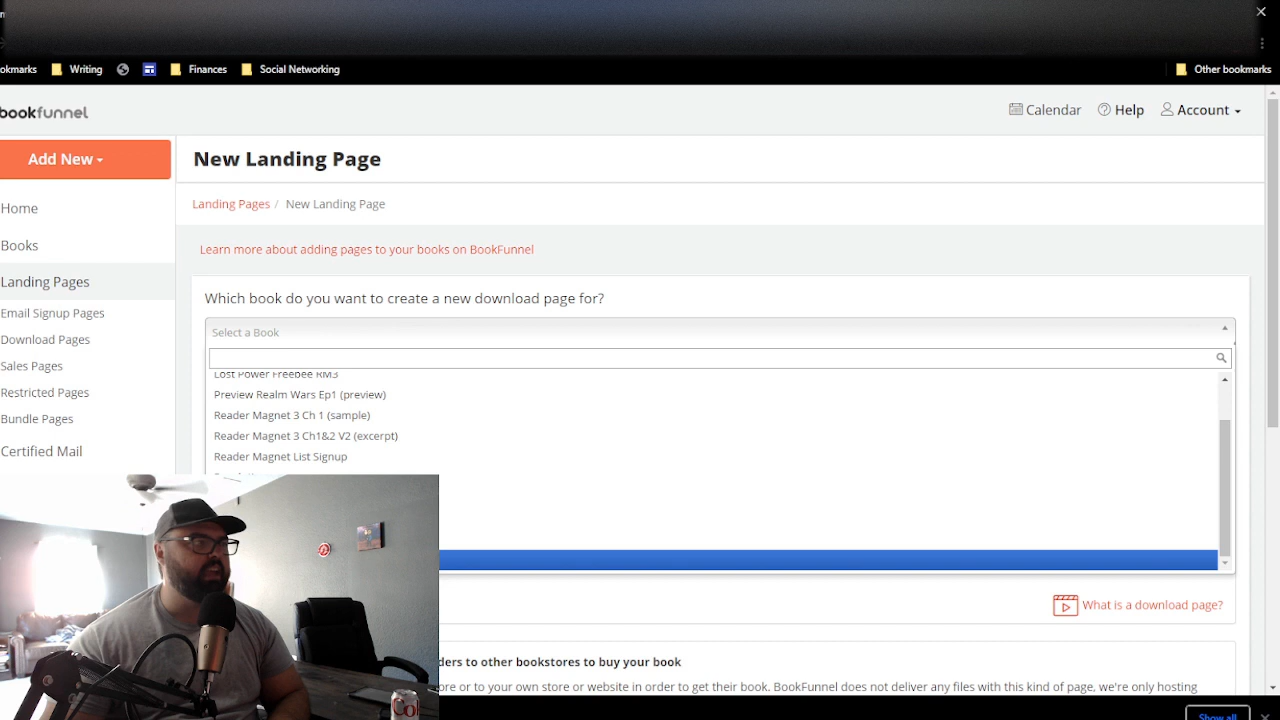 okmarks
Writing
Finances
Social Networking
Other bookmarks
bookfunnel
Calendar
Help
Account
Add New
New Landing Page
Home
Landing Pages / New Landing Page
Books
Learn more about adding pages to your books on BookFunnel
Landing Pages
Which book do you want to create a new download page for?
Email Signup Pages
Select a Book
Download Pages
Sales Pages
Lost Power Freebee RM3
Restricted Pages
Preview Realm Wars Ep1 (preview)
Bundle Pages
Reader Magnet 3 Ch 1 (sample)
Reader Magnet 3 Ch1&2 V2 (excerpt)
Certified Mail
Reader Magnet List Signup
What is a download page?
ders to other bookstores to buy your book
ore or to your own store or website in order to get their book. BookFunnel does not deliver any files with this kind of page, we're only hosting
Show all